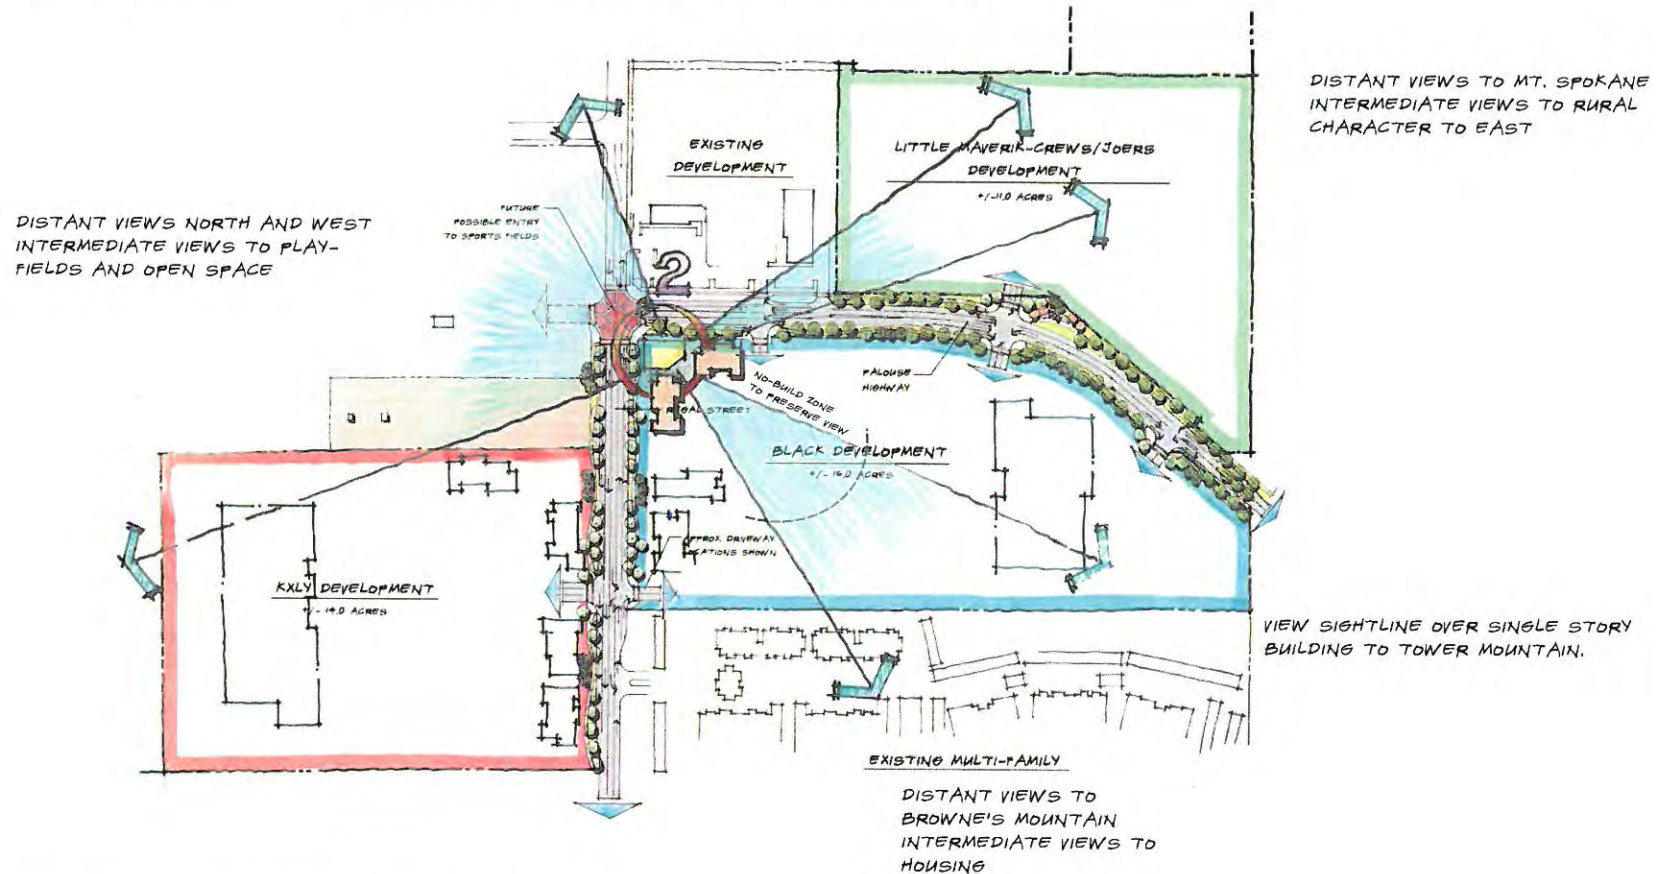 DISTANT VIEWS TO MT. SPOKANE
INTERMEDIATE VIEWS TO RURAL
CHARACTER TO EAST
EXISTING
DEVELOPMENT
LITTLE MAVERIK-CREWS/JOERS
DEVELOPMENT
+/-11.0 ACRES
DISTANT VIEWS NORTH AND WEST
INTERMEDIATE VIEWS TO PLAY-
FIELDS AND OPEN SPACE
FUTURE
POSSIBLE ENTRY
TO SPORTS FIELDS
2
PALOUSE
HIGHWAY
NO-BUILD ZONE
TO PRESERVE VIEW
REGAL STREET
BLACK DEVELOPMENT
+/- 16.0 ACRES
APPROX. DRIVEWAY
LOCATIONS SHOWN
KXLY DEVELOPMENT
+/- 14.0 ACRES
VIEW SIGHTLINE OVER SINGLE STORY
BUILDING TO TOWER MOUNTAIN.
EXISTING MULTI-FAMILY
DISTANT VIEWS TO
BROWNE'S MOUNTAIN
INTERMEDIATE VIEWS TO
HOUSING